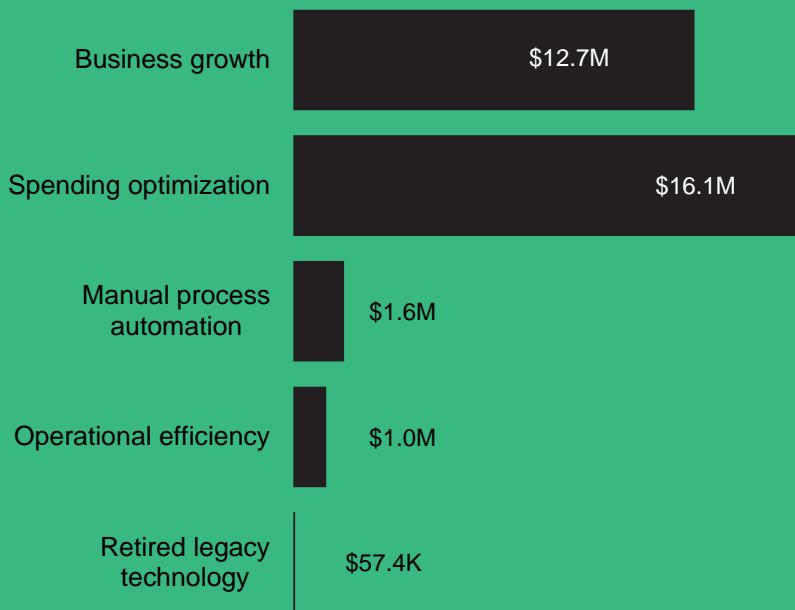 Business growth
$12.7M
Spending optimization
$16.1M
Manual process
automation
$1.6M
Operational efficiency
$1.0M
Retired legacy
technology
$57.4K